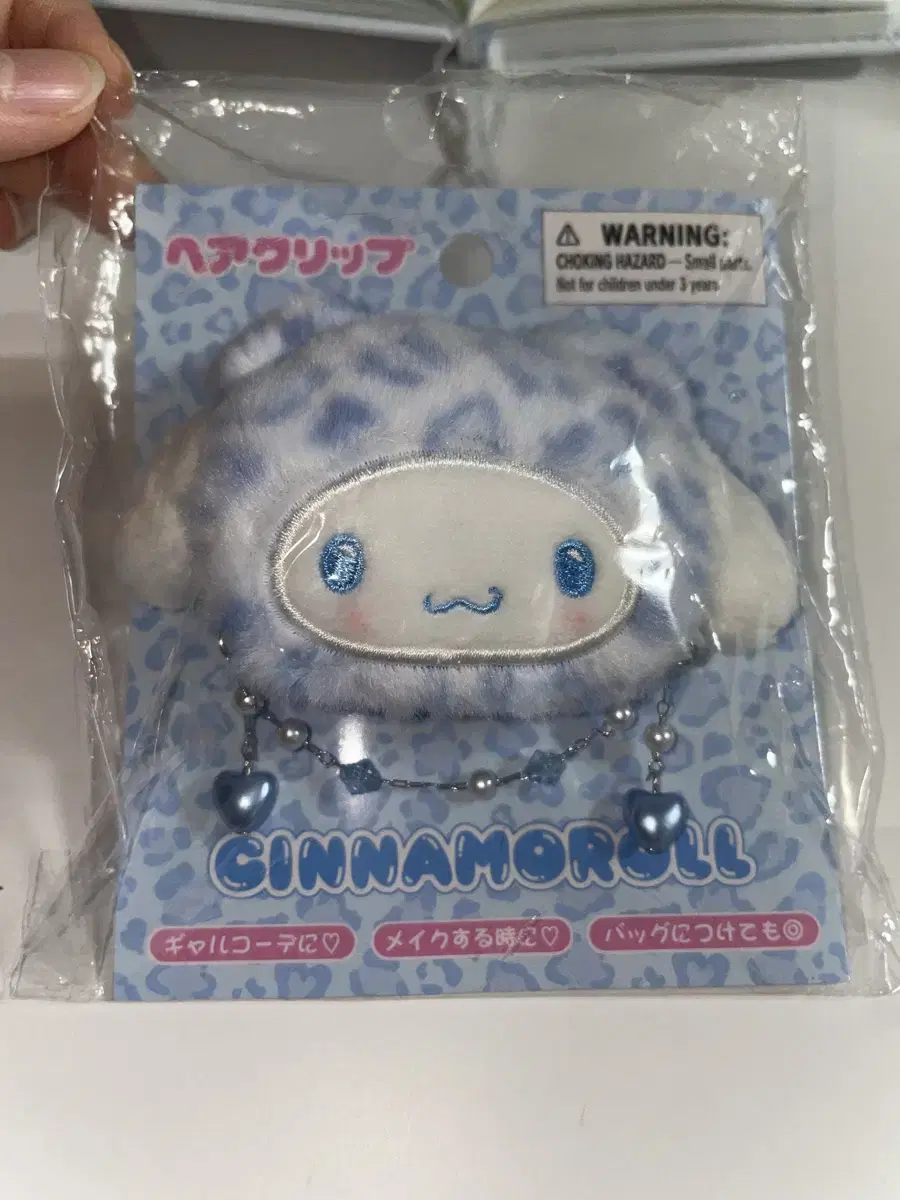 ヘアクリップ
⚠ WARNING:
CHOKING HAZARD — Small parts.
Not for children under 3 years
CINNAMOROLL
ギャルコーデに♡
メイクする時に♡
バッグにつけても◎